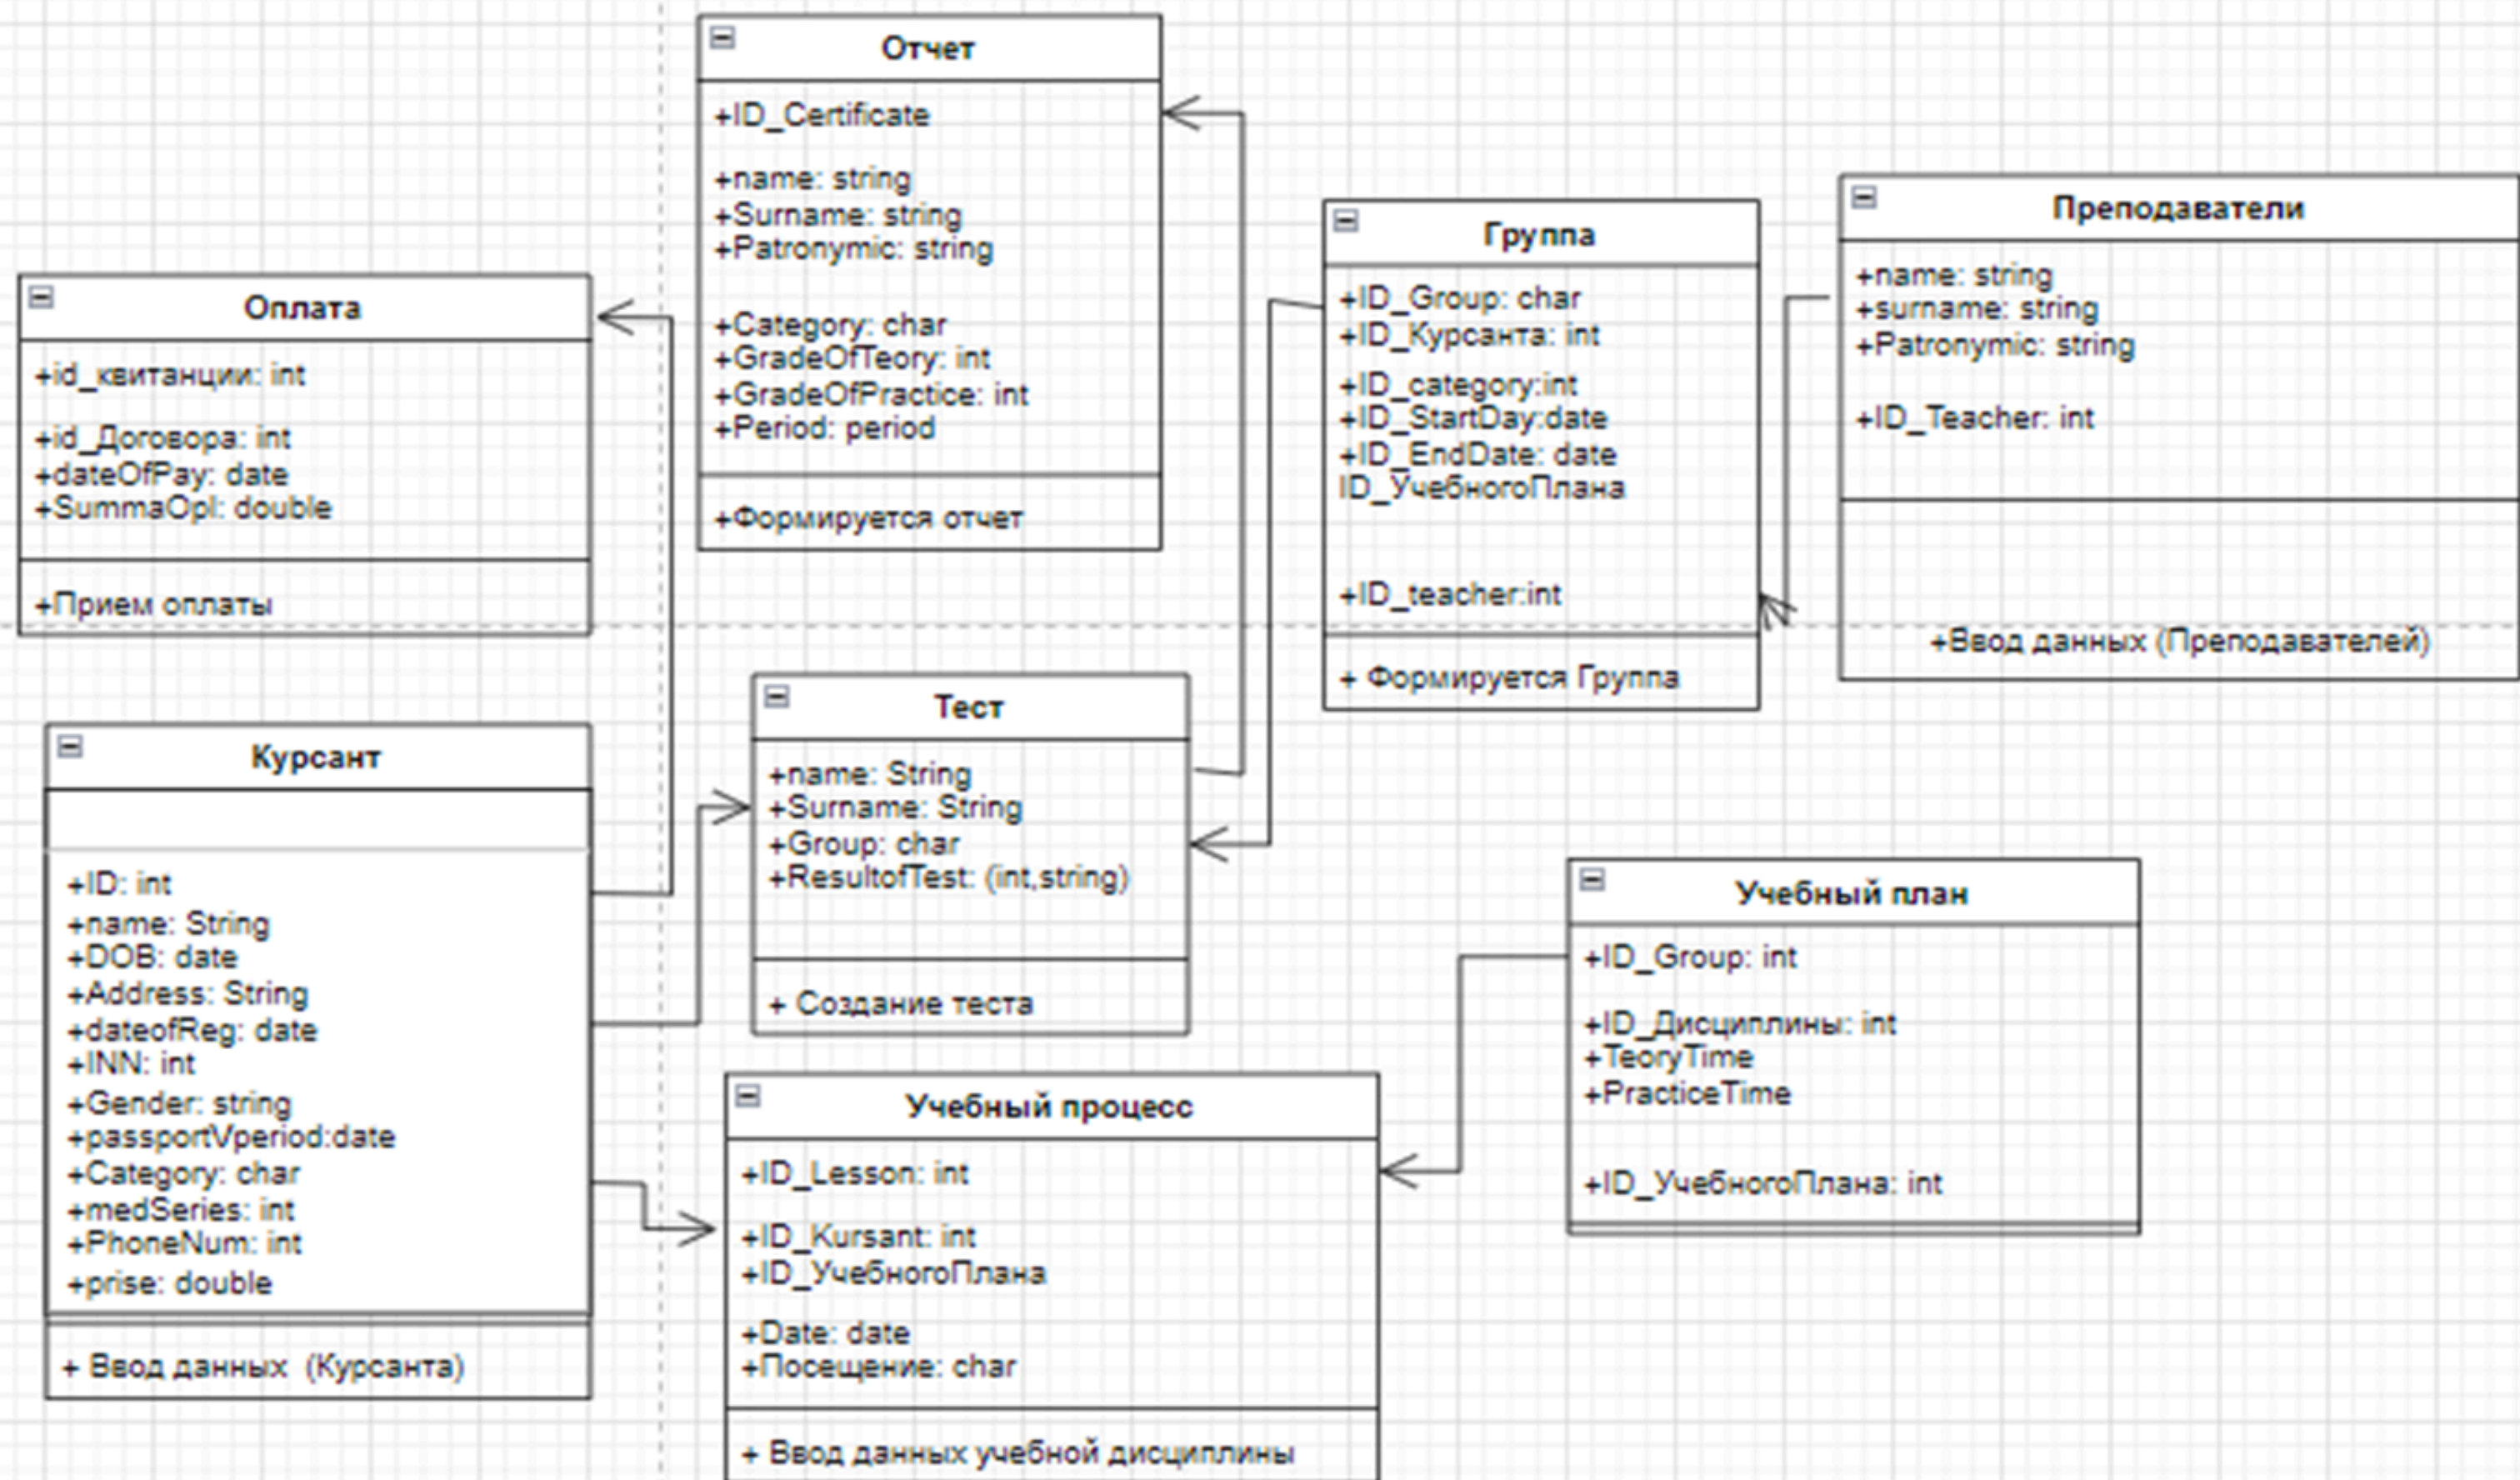 Отчет
+ID_Certificate
+name: string
+Surname: string
+Patronymic: string
+Category: char
+GradeOfTeory: int
+GradeOfPractice: int
+Period: period
+Формируется отчет
Группа
+ID_Group: char
+ID_Курсанта: int
+ID_category:int
+ID_StartDay:date
+ID_EndDate: date
ID_УчебногоПлана
+ID_teacher:int
+ Формируется Группа
Преподаватели
+name: string
+surname: string
+Patronymic: string
+ID_Teacher: int
+Ввод данных (Преподавателей)
Оплата
+id_квитанции: int
+id_Договора: int
+dateOfPay: date
+SummaOpl: double
+Прием оплаты
Курсант
+ID: int
+name: String
+DOB: date
+Address: String
+dateofReg: date
+INN: int
+Gender: string
+passportVperiod:date
+Category: char
+medSeries: int
+PhoneNum: int
+prise: double
+ Ввод данных (Курсанта)
Тест
+name: String
+Surname: String
+Group: char
+ResultofTest: (int,string)
+ Создание теста
Учебный процесс
+ID_Lesson: int
+ID_Kursant: int
+ID_УчебногоПлана
+Date: date
+Посещение: char
+ Ввод данных учебной дисциплины
Учебный план
+ID_Group: int
+ID_Дисциплины: int
+TeoryTime
+PracticeTime
+ID_УчебногоПлана: int